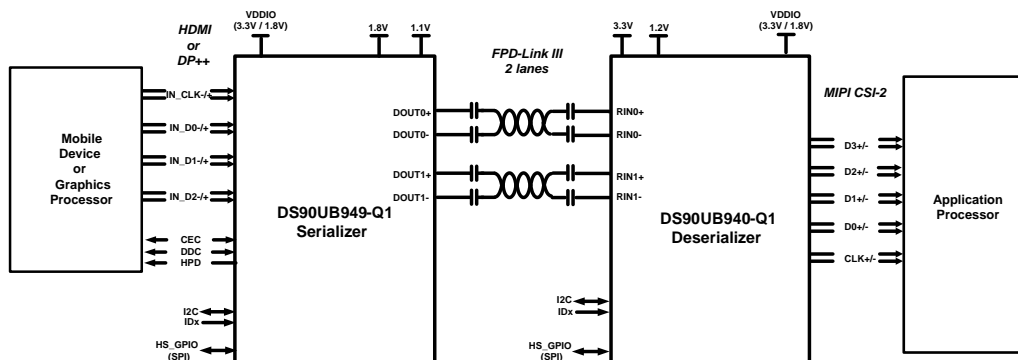 HDMI
or
DP++
VDDIO
(3.3V / 1.8V)
1.8V
1.1V
FPD-Link III
2 lanes
3.3V
1.2V
VDDIO
(3.3V / 1.8V)
MIPI CSI-2
Mobile
Device
or
Graphics
Processor
IN_CLK-/+
IN_D0-/+
IN_D1-/+
IN_D2-/+
CEC
DDC
HPD
I2C
IDx
HS_GPIO
(SPI)
DOUT0+
DOUT0-
DOUT1+
DOUT1-
DS90UB949-Q1
Serializer
RIN0+
RIN0-
RIN1+
RIN1-
DS90UB940-Q1
Deserializer
I2C
IDx
HS_GPIO
(SPI)
D3+/-
D2+/-
D1+/-
D0+/-
CLK+/-
Application
Processor